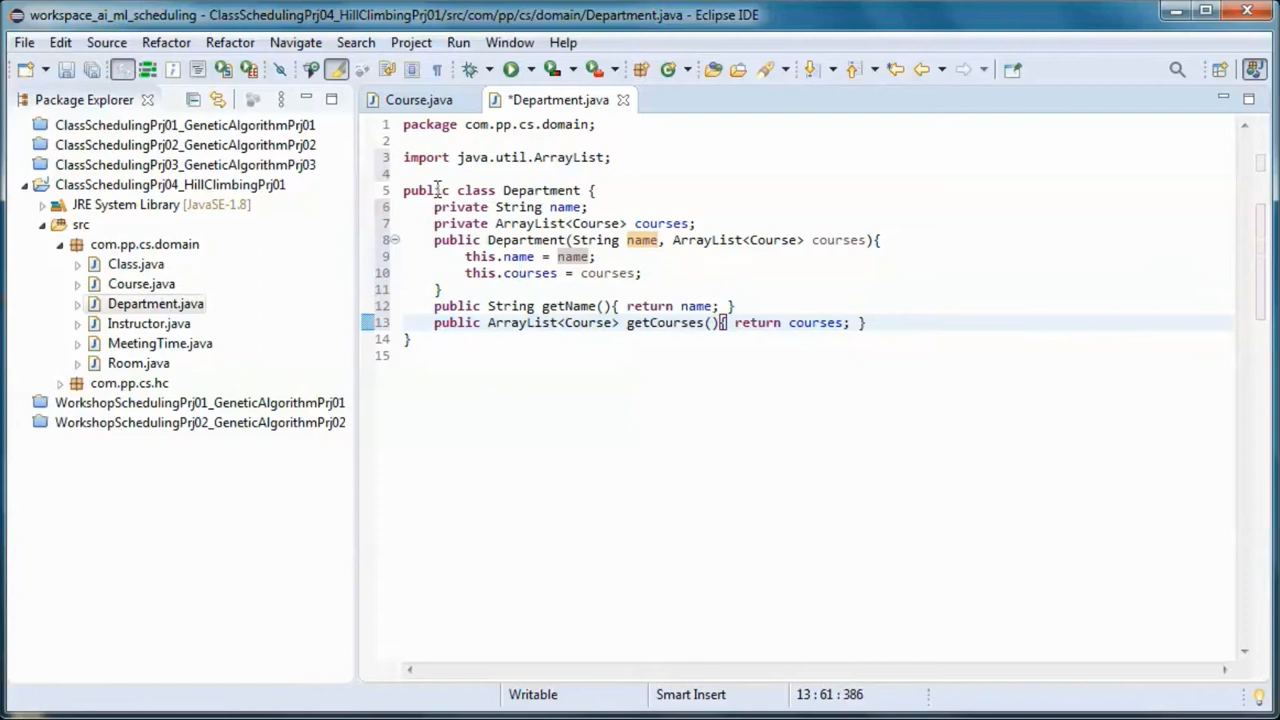 workspace_ai_ml_scheduling - ClassSchedulingPrj04_HillClimbingPrj01/src/com/pp/cs/domain/Department.java - Eclipse IDE
File Edit Source Refactor Refactor Navigate Search Project Run Window Help
Package Explorer
Course.java
*Department.java
ClassSchedulingPrj01_GeneticAlgorithmPrj01
ClassSchedulingPrj02_GeneticAlgorithmPrj02
ClassSchedulingPrj03_GeneticAlgorithmPrj03
ClassSchedulingPrj04_HillClimbingPrj01
JRE System Library [JavaSE-1.8]
src
com.pp.cs.domain
Class.java
Course.java
Department.java
Instructor.java
MeetingTime.java
Room.java
com.pp.cs.hc
WorkshopSchedulingPrj01_GeneticAlgorithmPrj01
WorkshopSchedulingPrj02_GeneticAlgorithmPrj02
1 package com.pp.cs.domain;
2
3 import java.util.ArrayList;
4
5 public class Department {
6 private String name;
7 private ArrayList<Course> courses;
8 public Department(String name, ArrayList<Course> courses){
9 this.name = name;
10 this.courses = courses;
11 }
12 public String getName(){ return name; }
13 public ArrayList<Course> getCourses(){ return courses; }
14 }
15
Writable Smart Insert 13 : 61 : 386